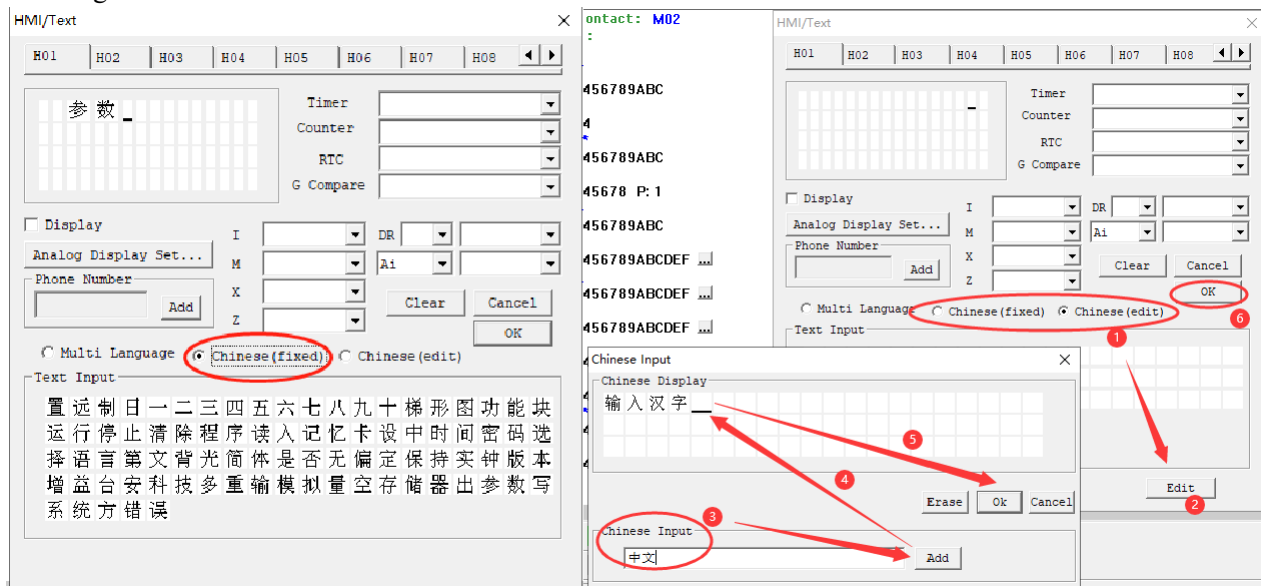 HMI/Text
H01 H02 H03 H04 H05 H06 H07 H08
参数
Timer
Counter
RTC
G Compare
Display
Analog Display Set...
Phone Number
Add
I
M
X
Z
DR
Ai
Clear
Cancel
OK
Multi Language
Chinese(fixed)
Chinese(edit)
Text Input
置远制日一二三四五六七八九十梯形图功能块
运行停止清除程序读入记忆卡设中时间密码选
择语言第文背光简体是否无偏定保持实钟版本
增益台安科技多重输模拟量空存储器出参数写
系统方错误
ontact: M02
:
456789ABC
4
456789ABC
45678 P:1
456789ABC
456789ABCDEF ...
456789ABCDEF ...
456789ABCDEF ...
HMI/Text
H01 H02 H03 H04 H05 H06 H07 H08
Timer
Counter
RTC
G Compare
Display
Analog Display Set...
Phone Number
Add
I
M
X
Z
DR
Ai
Clear
Cancel
OK
6
Multi Language
Chinese(fixed)
Chinese(edit)
1
Text Input
Edit
2
Chinese Input
Chinese Display
输入汉字
5
4
Erase
Ok
Cancel
3
Chinese Input
中文
Add